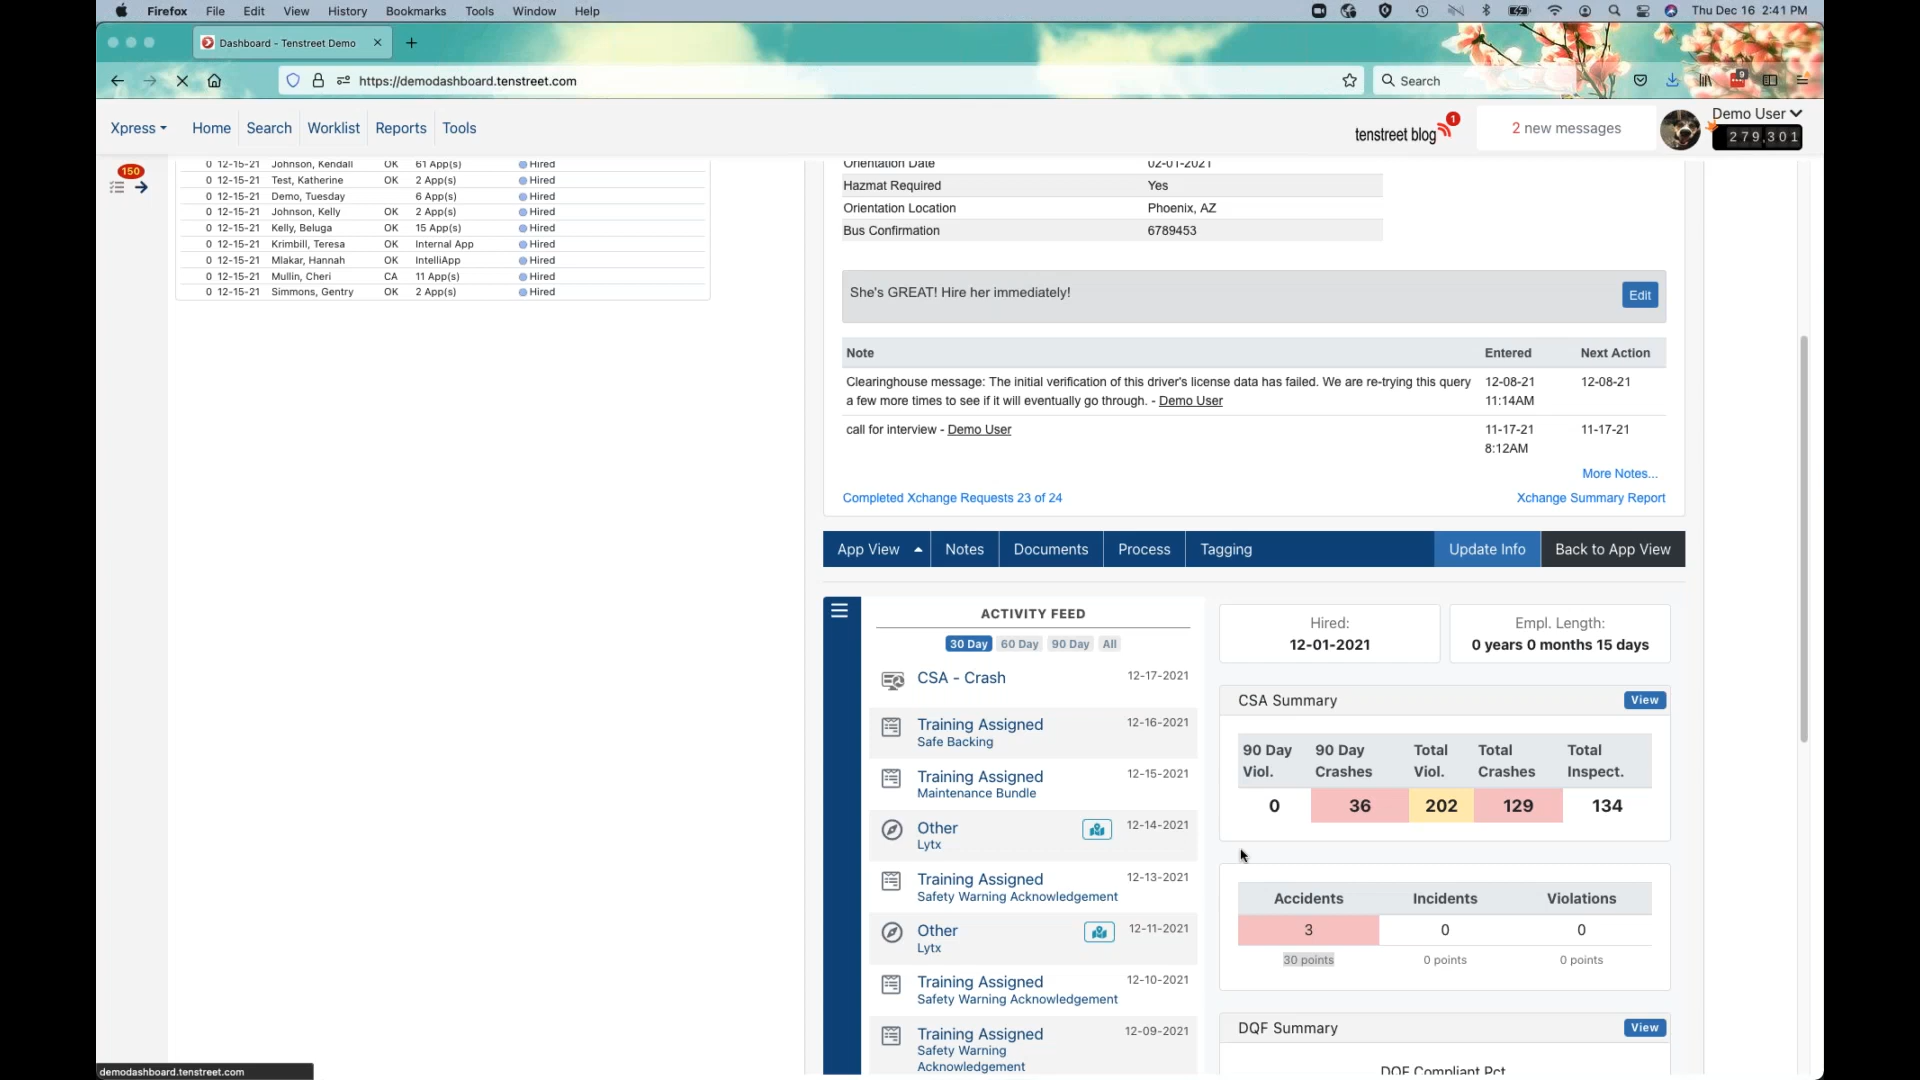 Firefox File Edit View History Bookmarks Tools Window Help Thu Dec 16 2:41 PM
Dashboard - Tenstreet Demo
https://demodashboard.tenstreet.com Search 9
Xpress Home Search Worklist Reports Tools tenstreet blog 1 2 new messages Demo User
279,301
150
0 12-15-21 Johnson, Kendall OK 61 App(s) Hired
0 12-15-21 Test, Katherine OK 2 App(s) Hired
0 12-15-21 Demo, Tuesday 6 App(s) Hired
0 12-15-21 Johnson, Kelly OK 2 App(s) Hired
0 12-15-21 Kelly, Beluga OK 15 App(s) Hired
0 12-15-21 Krimbill, Teresa OK Internal App Hired
0 12-15-21 Mlakar, Hannah OK IntelliApp Hired
0 12-15-21 Mullin, Cheri CA 11 App(s) Hired
0 12-15-21 Simmons, Gentry OK 2 App(s) Hired
Orientation Date 02-01-2021
Hazmat Required Yes
Orientation Location Phoenix, AZ
Bus Confirmation 6789453
She's GREAT! Hire her immediately! Edit
Note Entered Next Action
Clearinghouse message: The initial verification of this driver's license data has failed. We are re-trying this query 12-08-21 12-08-21
a few more times to see if it will eventually go through. - Demo User 11:14AM
call for interview - Demo User 11-17-21 11-17-21
8:12AM
More Notes...
Completed Xchange Requests 23 of 24 Xchange Summary Report
App View Notes Documents Process Tagging Update Info Back to App View
ACTIVITY FEED
30 Day 60 Day 90 Day All
CSA - Crash 12-17-2021
Training Assigned 12-16-2021
Safe Backing
Training Assigned 12-15-2021
Maintenance Bundle
Other 12-14-2021
Lytx
Training Assigned 12-13-2021
Safety Warning Acknowledgement
Other 12-11-2021
Lytx
Training Assigned 12-10-2021
Safety Warning Acknowledgement
Training Assigned 12-09-2021
Safety Warning
Acknowledgement
Hired: Empl. Length:
12-01-2021 0 years 0 months 15 days
CSA Summary View
90 Day 90 Day Total Total Total
Viol. Crashes Viol. Crashes Inspect.
0 36 202 129 134
Accidents Incidents Violations
3 0 0
30 points 0 points 0 points
DQF Summary View
DQF Compliant Pct
demodashboard.tenstreet.com